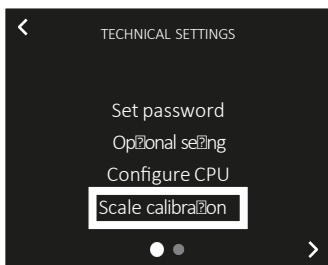 TECHNICAL SETTINGS
Set password
Op⍰onal se⍰ng
Configure CPU
Scale calibra⍰on